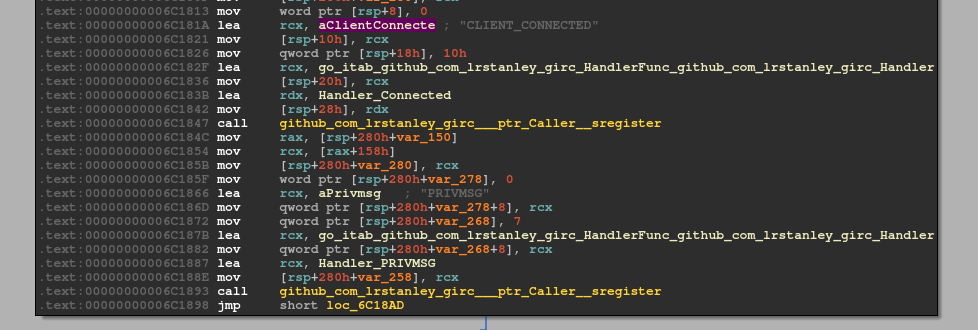 .text:00000000006C1813 mov word ptr [rsp+8], 0
.text:00000000006C181A lea rcx, aClientConnecte ; "CLIENT_CONNECTED"
.text:00000000006C1821 mov [rsp+10h], rcx
.text:00000000006C1826 mov qword ptr [rsp+18h], 10h
.text:00000000006C182F lea rcx, go_itab_github_com_lrstanley_girc_HandlerFunc_github_com_lrstanley_girc_Handler
.text:00000000006C1836 mov [rsp+20h], rcx
.text:00000000006C183B lea rdx, Handler_Connected
.text:00000000006C1842 mov [rsp+28h], rdx
.text:00000000006C1847 call github_com_lrstanley_girc___ptr_Caller__sregister
.text:00000000006C184C mov rax, [rsp+280h+var_150]
.text:00000000006C1854 mov rcx, [rax+158h]
.text:00000000006C185B mov [rsp+280h+var_280], rcx
.text:00000000006C185F mov word ptr [rsp+280h+var_278], 0
.text:00000000006C1866 lea rcx, aPrivmsg ; "PRIVMSG"
.text:00000000006C186D mov qword ptr [rsp+280h+var_278+8], rcx
.text:00000000006C1872 mov qword ptr [rsp+280h+var_268], 7
.text:00000000006C187B lea rcx, go_itab_github_com_lrstanley_girc_HandlerFunc_github_com_lrstanley_girc_Handler
.text:00000000006C1882 mov qword ptr [rsp+280h+var_268+8], rcx
.text:00000000006C1887 lea rcx, Handler_PRIVMSG
.text:00000000006C188E mov [rsp+280h+var_258], rcx
.text:00000000006C1893 call github_com_lrstanley_girc___ptr_Caller__sregister
.text:00000000006C1898 jmp short loc_6C18AD